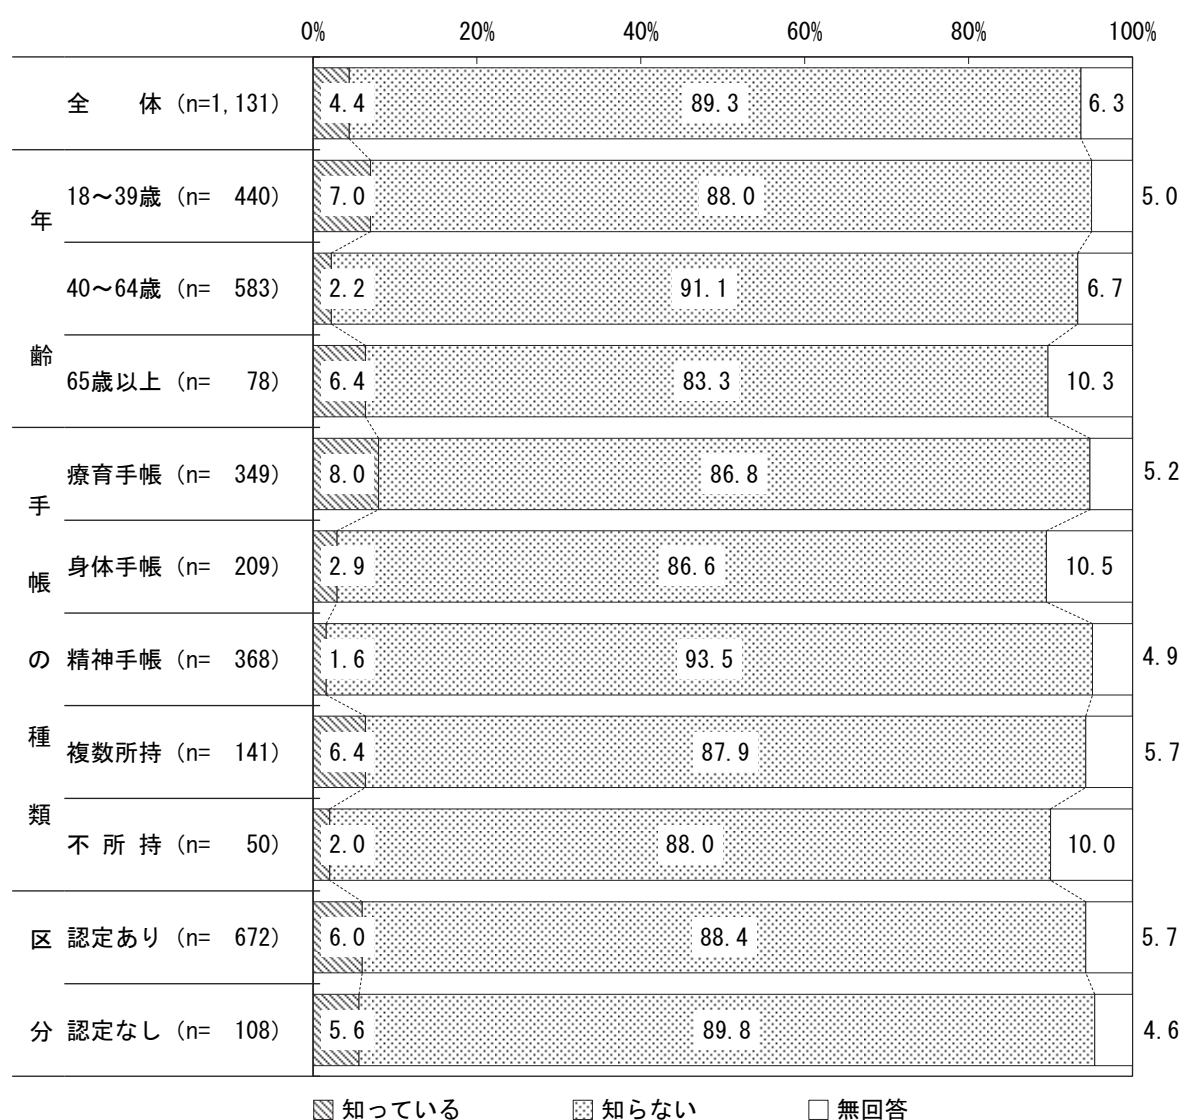 0% 20% 40% 60% 80% 100%
全 体 (n=1,131) 4.4 89.3 6.3
年齢
18～39歳 (n= 440) 7.0 88.0 5.0
40～64歳 (n= 583) 2.2 91.1 6.7
65歳以上 (n= 78) 6.4 83.3 10.3
手帳の種類
療育手帳 (n= 349) 8.0 86.8 5.2
身体手帳 (n= 209) 2.9 86.6 10.5
精神手帳 (n= 368) 1.6 93.5 4.9
複数所持 (n= 141) 6.4 87.9 5.7
不 所 持 (n= 50) 2.0 88.0 10.0
区分
認定あり (n= 672) 6.0 88.4 5.7
認定なし (n= 108) 5.6 89.8 4.6
知っている 知らない 無回答